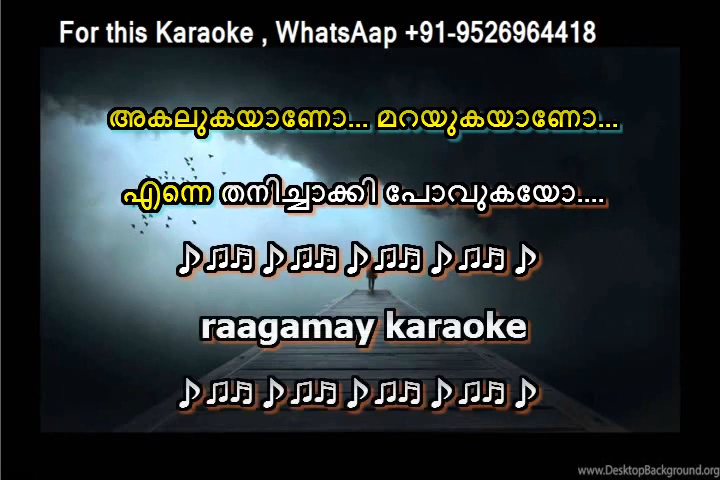 For this Karaoke , WhatsAap +91-9526964418
അകലുകയാണോ... മറയുകയാണോ...
എന്നെ തനിച്ചാക്കി പോവുകയോ....
♪♫♬ ♪♫♬ ♪♫♬ ♪♫♬ ♪
raagamay karaoke
♪♫♬ ♪♫♬ ♪♫♬ ♪♫♬ ♪
www.DesktopBackground.org